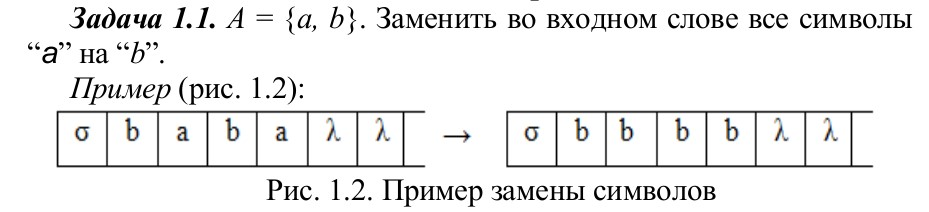 Задача 1.1. A = {a, b}. Заменить во входном слове все символы
“a” на “b”.
Пример (рис. 1.2):
σ b a b a λ λ → σ b b b b λ λ
Рис. 1.2. Пример замены символов